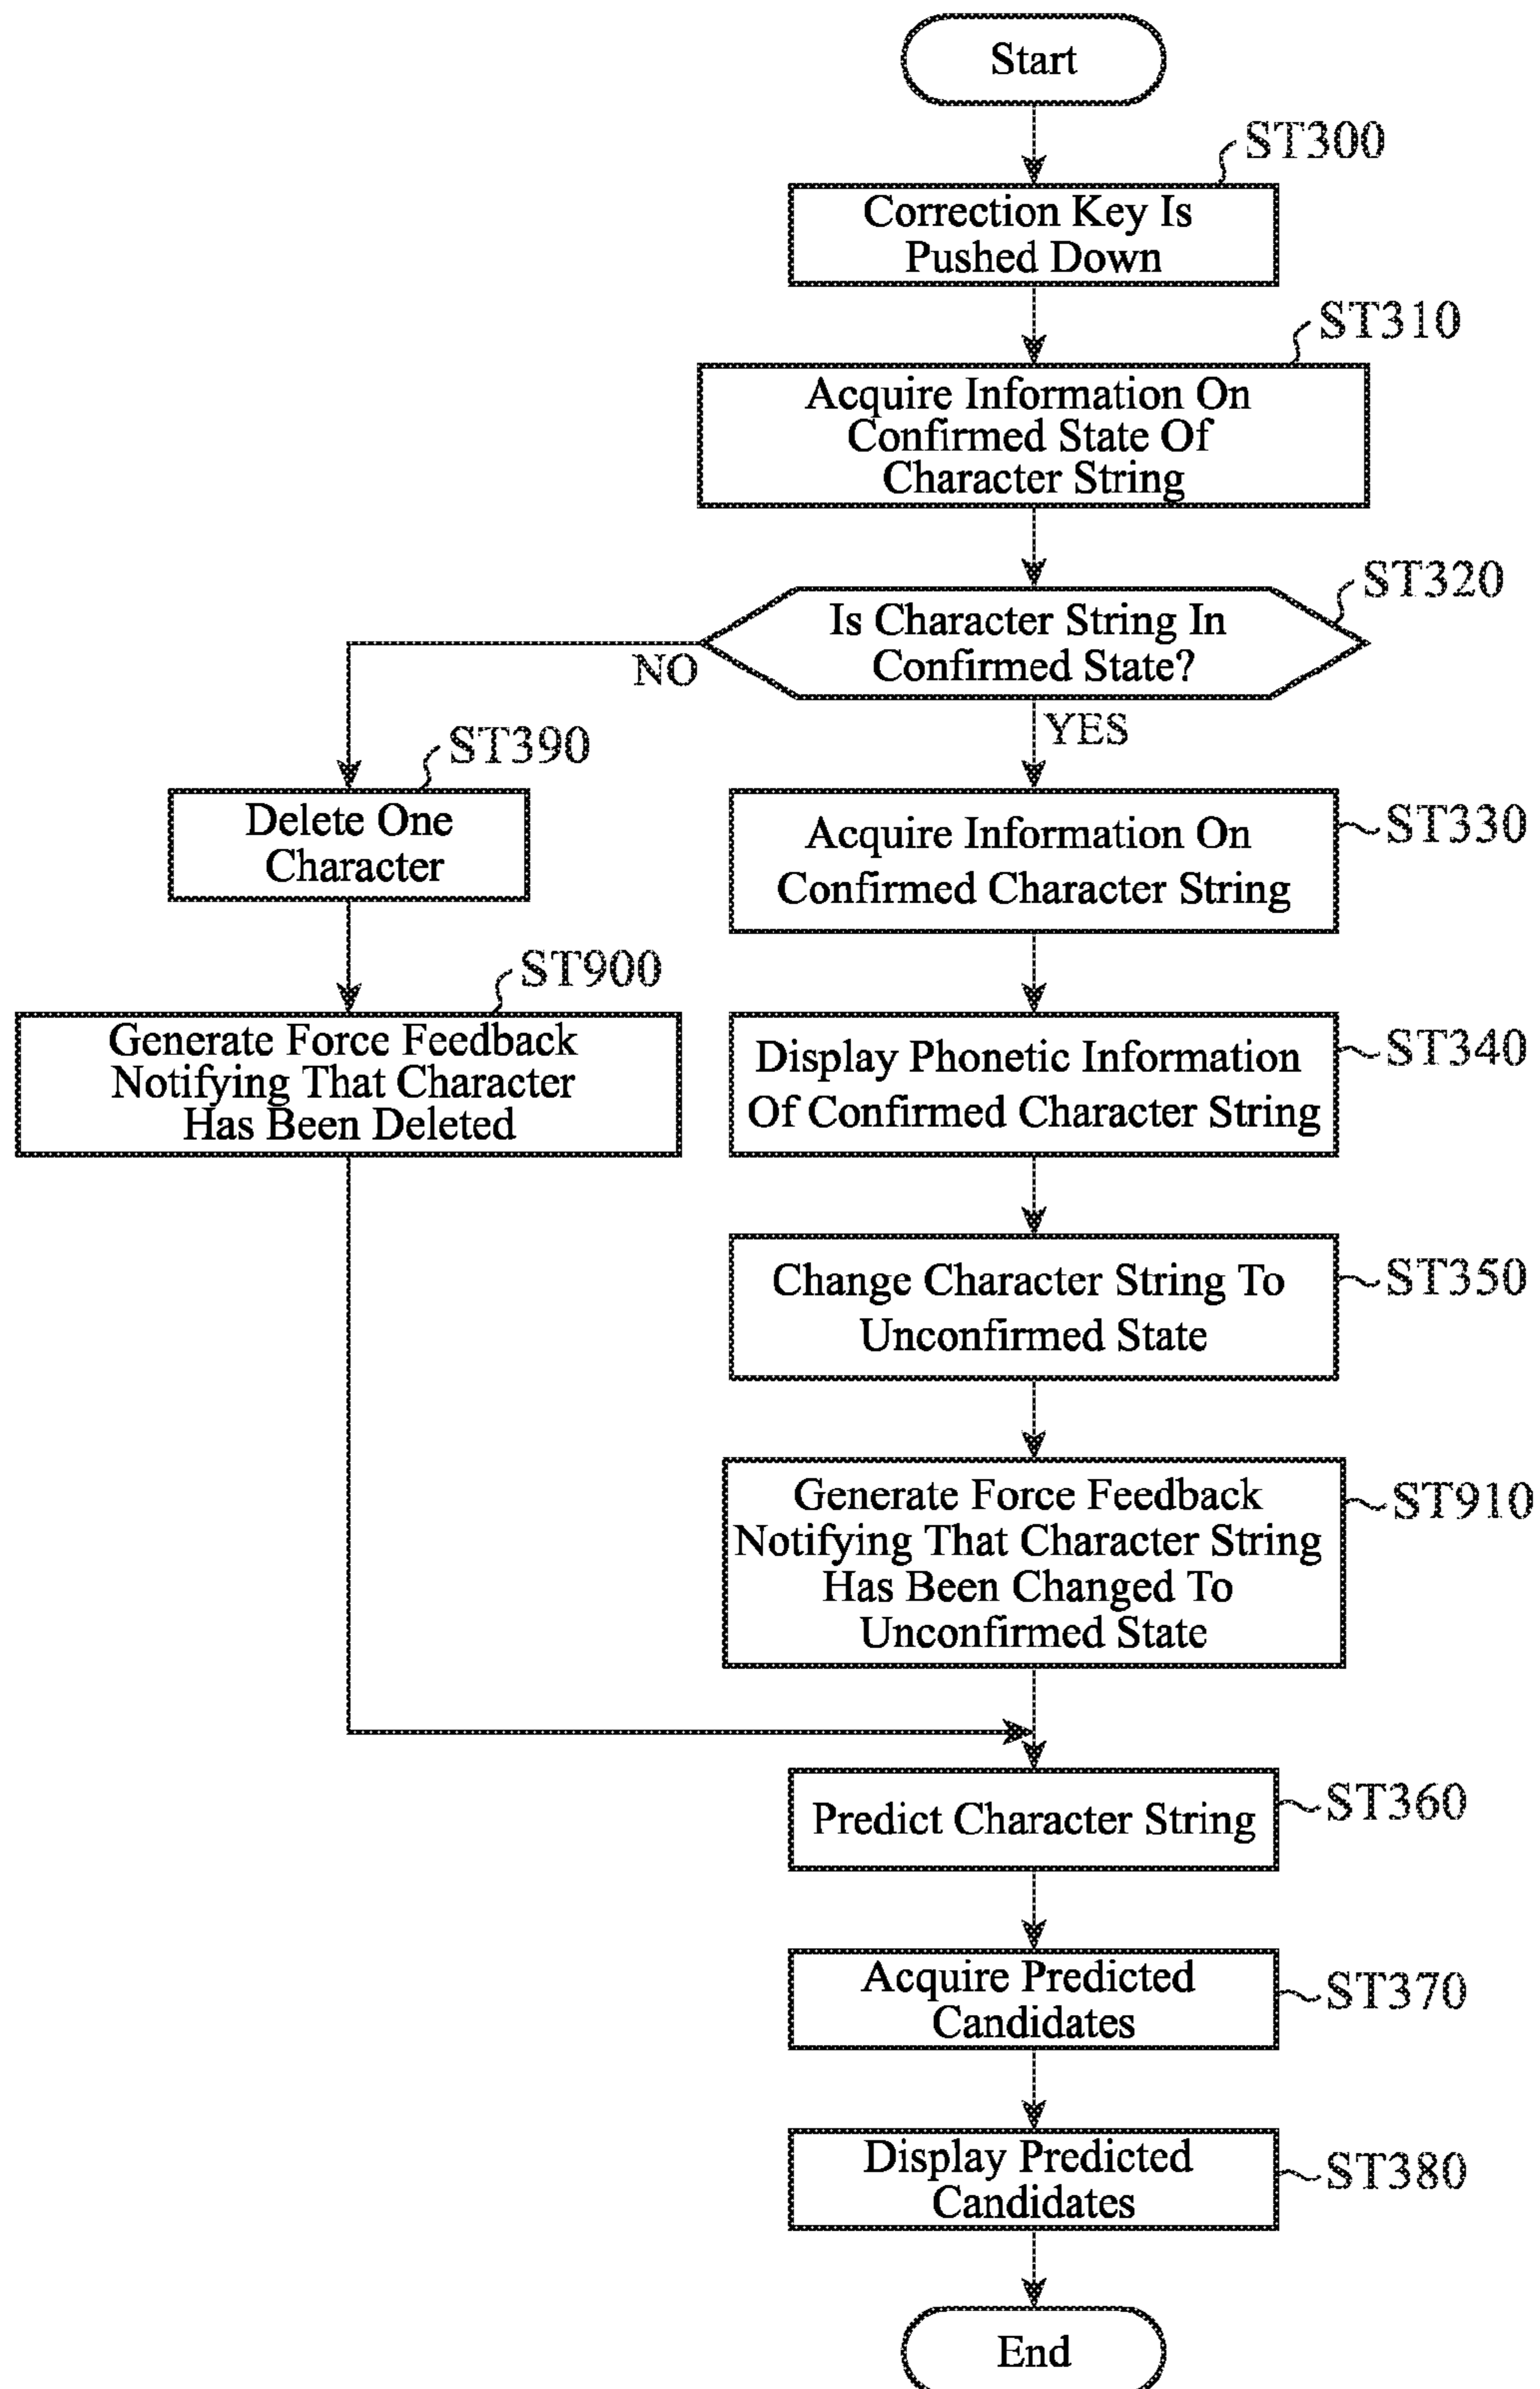 Start
ST300
Correction Key Is
Pushed Down
ST310
Acquire Information On
Confirmed State Of
Character String
ST320
Is Character String In
Confirmed State?
NO
YES
ST390
Delete One
Character
ST330
Acquire Information On
Confirmed Character String
ST900
Generate Force Feedback
Notifying That Character
Has Been Deleted
ST340
Display Phonetic Information
Of Confirmed Character String
ST350
Change Character String To
Unconfirmed State
ST910
Generate Force Feedback
Notifying That Character String
Has Been Changed To
Unconfirmed State
ST360
Predict Character String
ST370
Acquire Predicted
Candidates
ST380
Display Predicted
Candidates
End